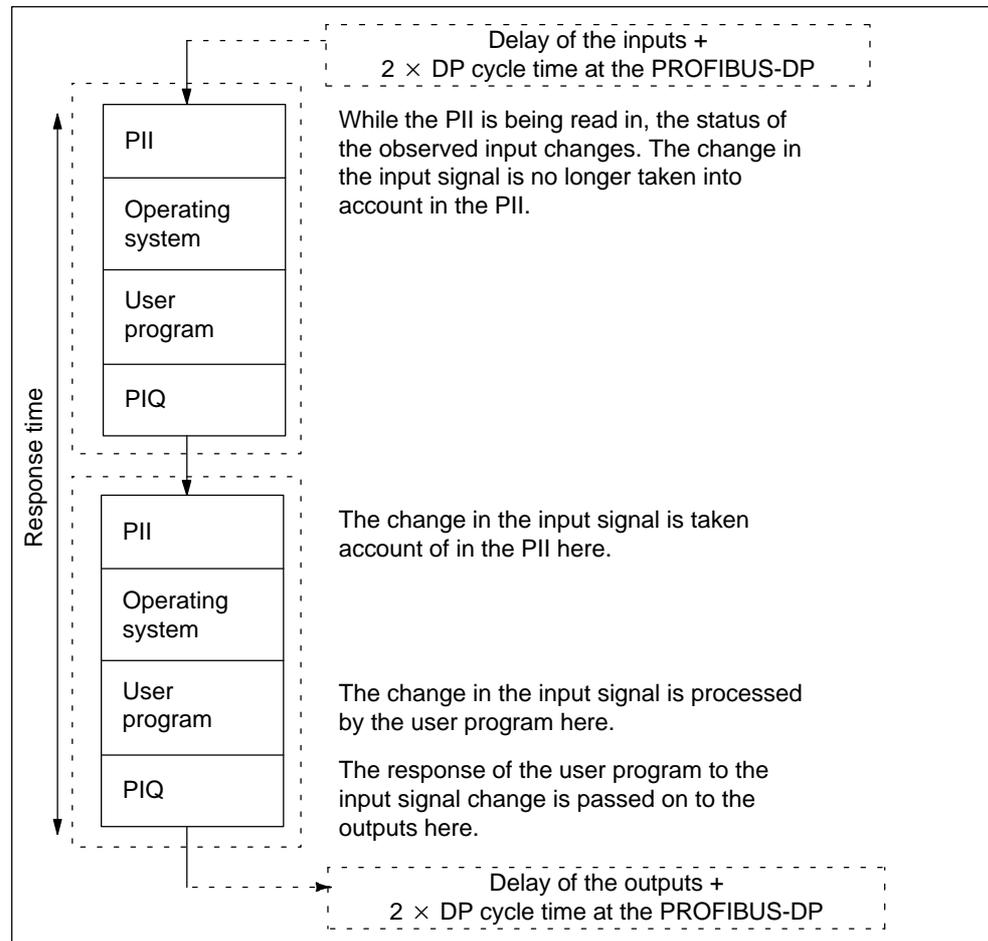 Delay of the inputs +
2 × DP cycle time at the PROFIBUS-DP
PII
While the PII is being read in, the status of
the observed input changes. The change in
the input signal is no longer taken into
account in the PII.
Operating
system
User
program
PIQ
Response time
PII
The change in the input signal is taken
account of in the PII here.
Operating
system
User
program
The change in the input signal is processed
by the user program here.
PIQ
The response of the user program to the
input signal change is passed on to the
outputs here.
Delay of the outputs +
2 × DP cycle time at the PROFIBUS-DP